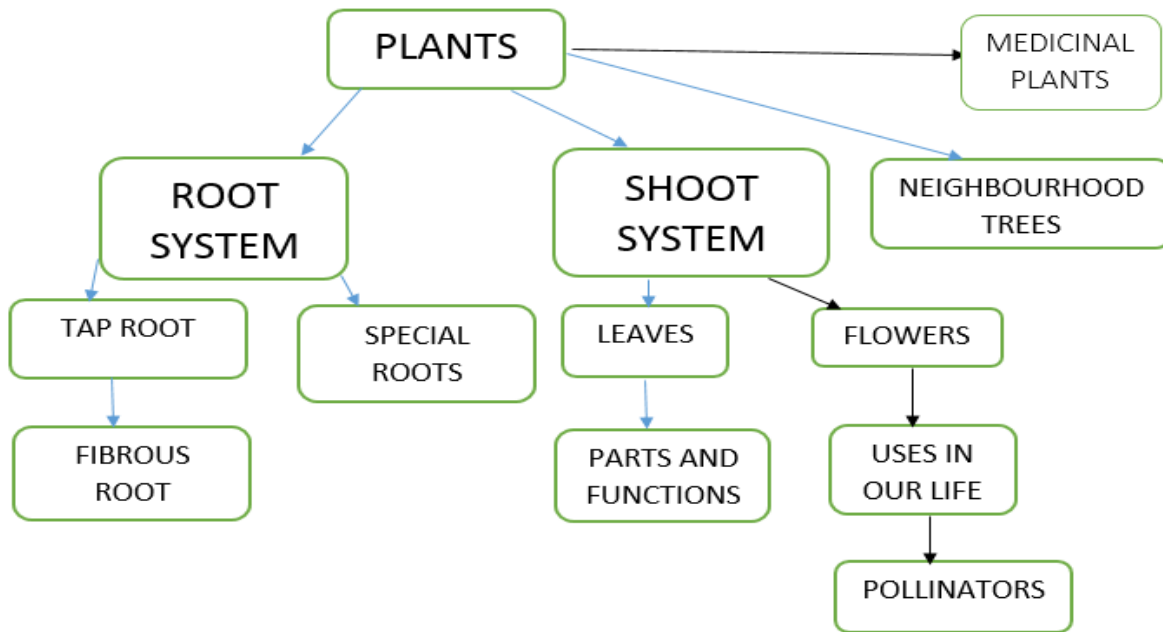 PLANTS
MEDICINAL
PLANTS
ROOT
SYSTEM
SHOOT
SYSTEM
NEIGHBOURHOOD
TREES
TAP ROOT
SPECIAL
ROOTS
LEAVES
FLOWERS
FIBROUS
ROOT
PARTS AND
FUNCTIONS
USES IN
OUR LIFE
POLLINATORS